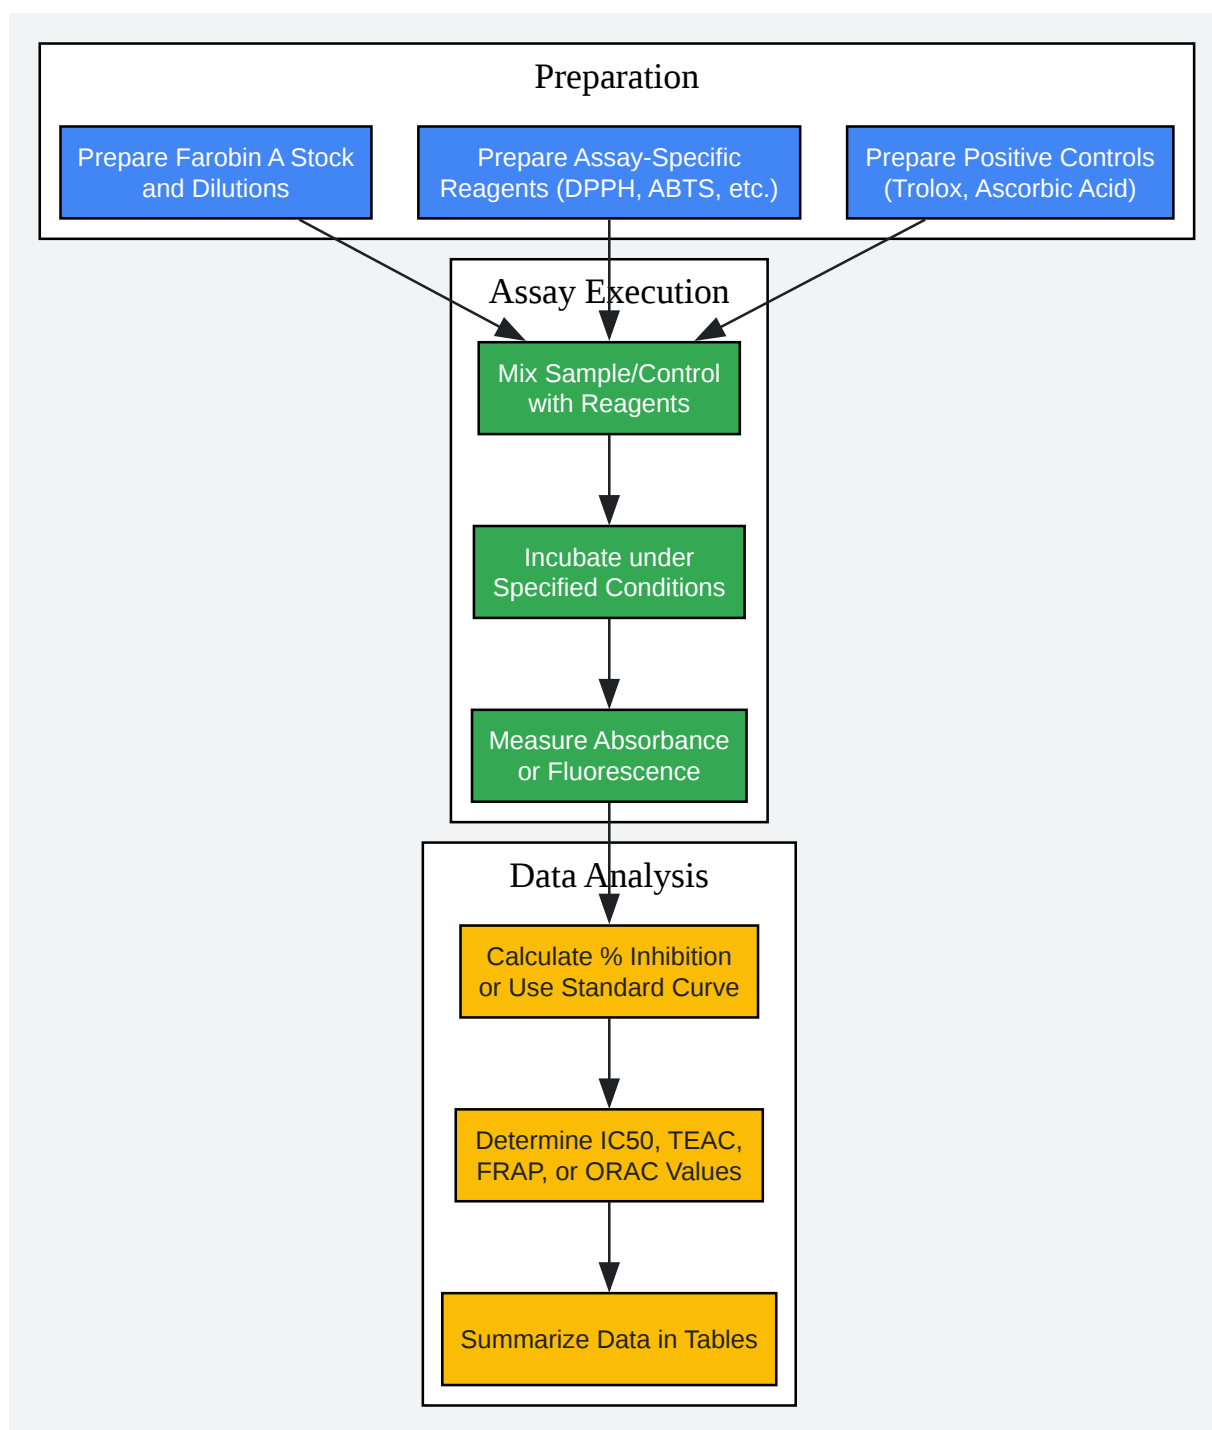 Preparation
Prepare Farobin A Stock
and Dilutions
Prepare Assay-Specific
Reagents (DPPH, ABTS, etc.)
Prepare Positive Controls
(Trolox, Ascorbic Acid)
Assay Execution
Mix Sample/Control
with Reagents
Incubate under
Specified Conditions
Measure Absorbance
or Fluorescence
Data Analysis
Calculate % Inhibition
or Use Standard Curve
Determine IC50, TEAC,
FRAP, or ORAC Values
Summarize Data in Tables